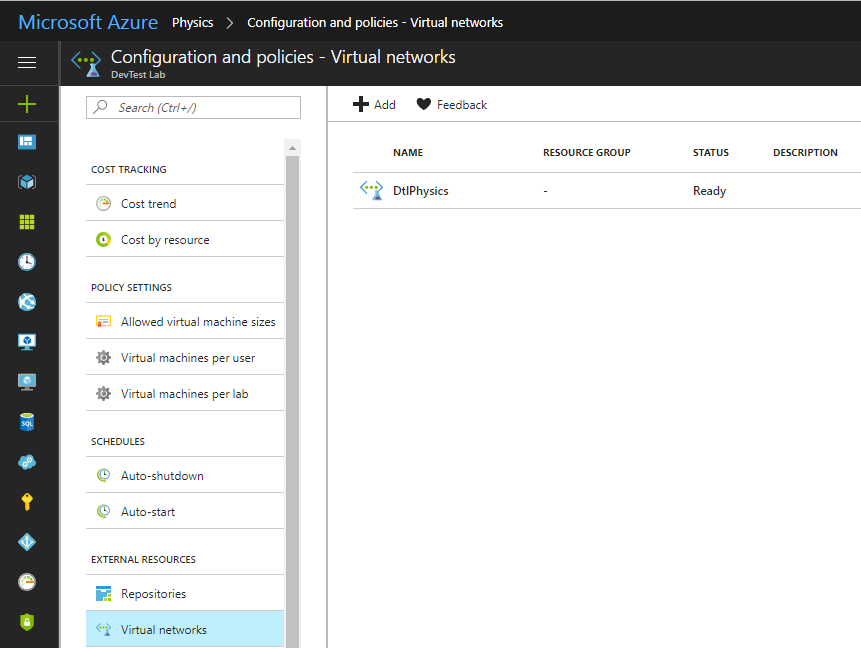 Microsoft Azure Physics > Configuration and policies - Virtual networks
Configuration and policies - Virtual networks
DevTest Lab
Search (Ctrl+/)
Add Feedback
NAME RESOURCE GROUP STATUS DESCRIPTION
DtlPhysics - Ready
COST TRACKING
Cost trend
Cost by resource
POLICY SETTINGS
Allowed virtual machine sizes
Virtual machines per user
Virtual machines per lab
SCHEDULES
Auto-shutdown
Auto-start
EXTERNAL RESOURCES
Repositories
Virtual networks
SQL